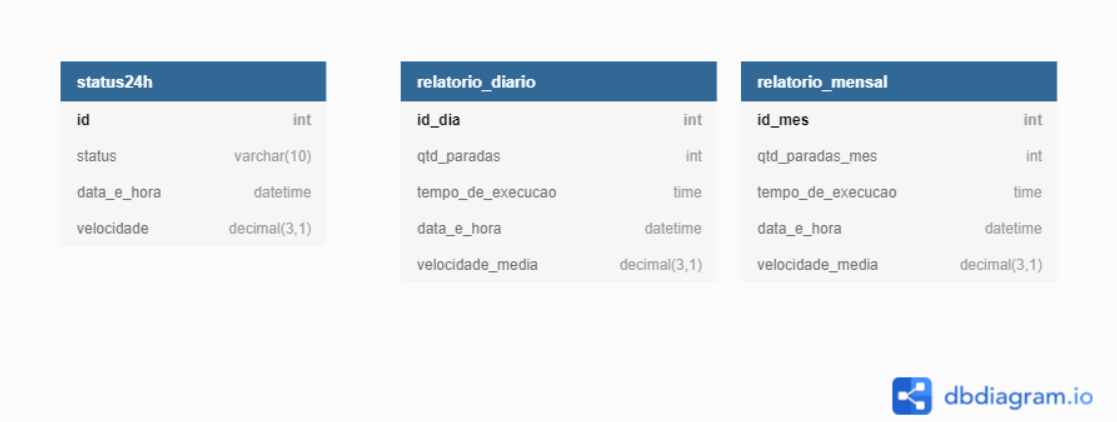 status24h
id int
status varchar(10)
data_e_hora datetime
velocidade decimal(3,1)
relatorio_diario
id_dia int
qtd_paradas int
tempo_de_execucao time
data_e_hora datetime
velocidade_media decimal(3,1)
relatorio_mensal
id_mes int
qtd_paradas_mes int
tempo_de_execucao time
data_e_hora datetime
velocidade_media decimal(3,1)
dbdiagram.io